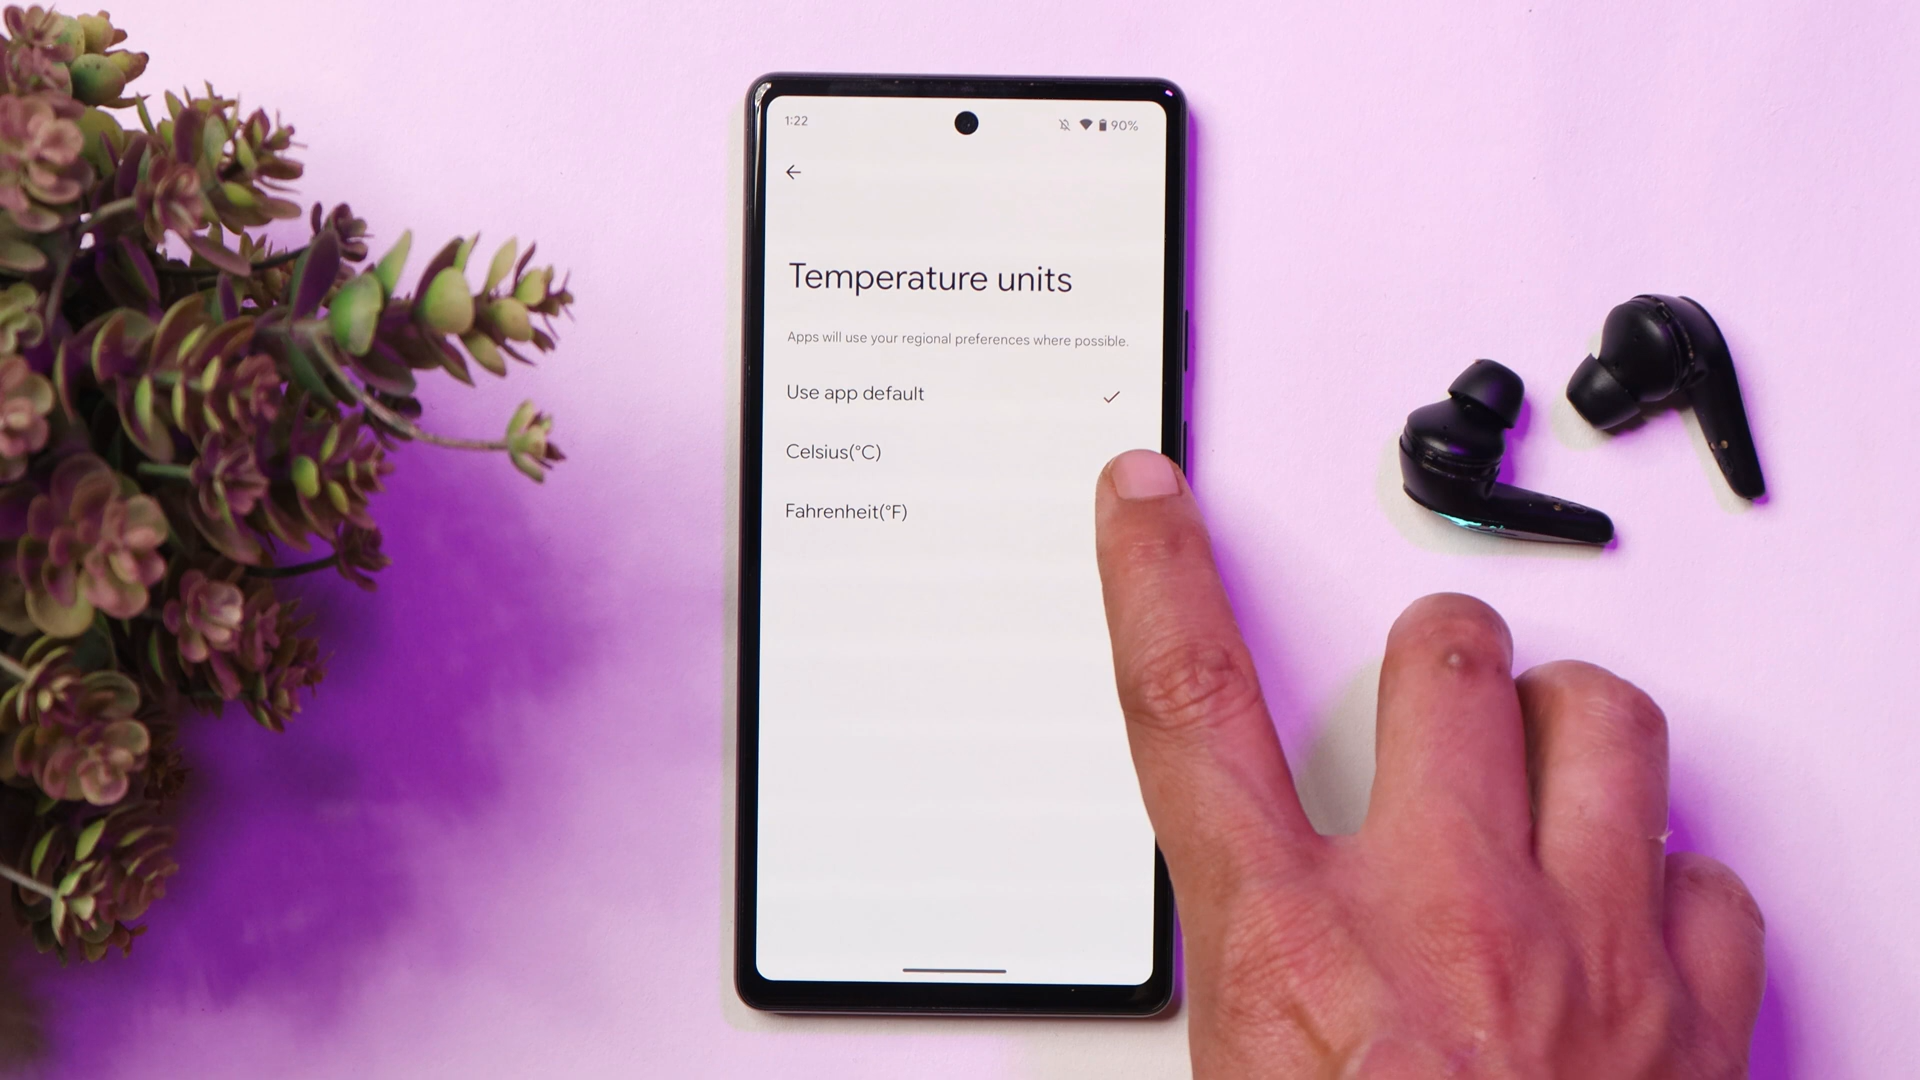 1:22
90%
Temperature units
Apps will use your regional preferences where possible.
Use app default
Celsius(°C)
Fahrenheit(°F)